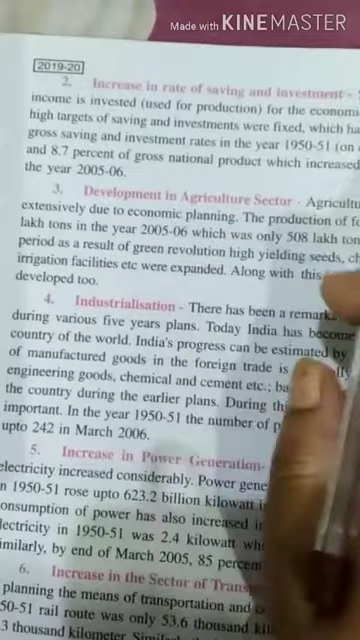 Made with KINEMASTER
2019-20
2. Increase in rate of saving and investment -
income is invested (used for production) for the economi
high targets of saving and investments were fixed, which ha
gross saving and investment rates in the year 1950-51 (on
and 8.7 percent of gross national product which increased
the year 2005-06.
3. Development in Agriculture Sector - Agricultu
extensively due to economic planning. The production of fo
lakh tons in the year 2005-06 which was only 508 lakh ton
period as a result of green revolution high yielding seeds, ch
irrigation facilities etc were expanded. Along with this
developed too.
4. Industrialisation - There has been a remark
during various five years plans. Today India has become
country of the world. India's progress can be estimated by
of manufactured goods in the foreign trade is
engineering goods, chemical and cement etc.; ba
the country during the earlier plans. During thi
important. In the year 1950-51 the number of p
upto 242 in March 2006.
5. Increase in Power Generation-
electricity increased considerably. Power gene
n 1950-51 rose upto 623.2 billion kilowatt
onsumption of power has also increased in
lectricity in 1950-51 was 2.4 kilowatt whi
imilarly, by end of March 2005, 85 percen
6. Increase in the Sector of Trans
planning the means of transportation and
50-51 rail route was only 53.6 thousand kil
3 thousand kilometer